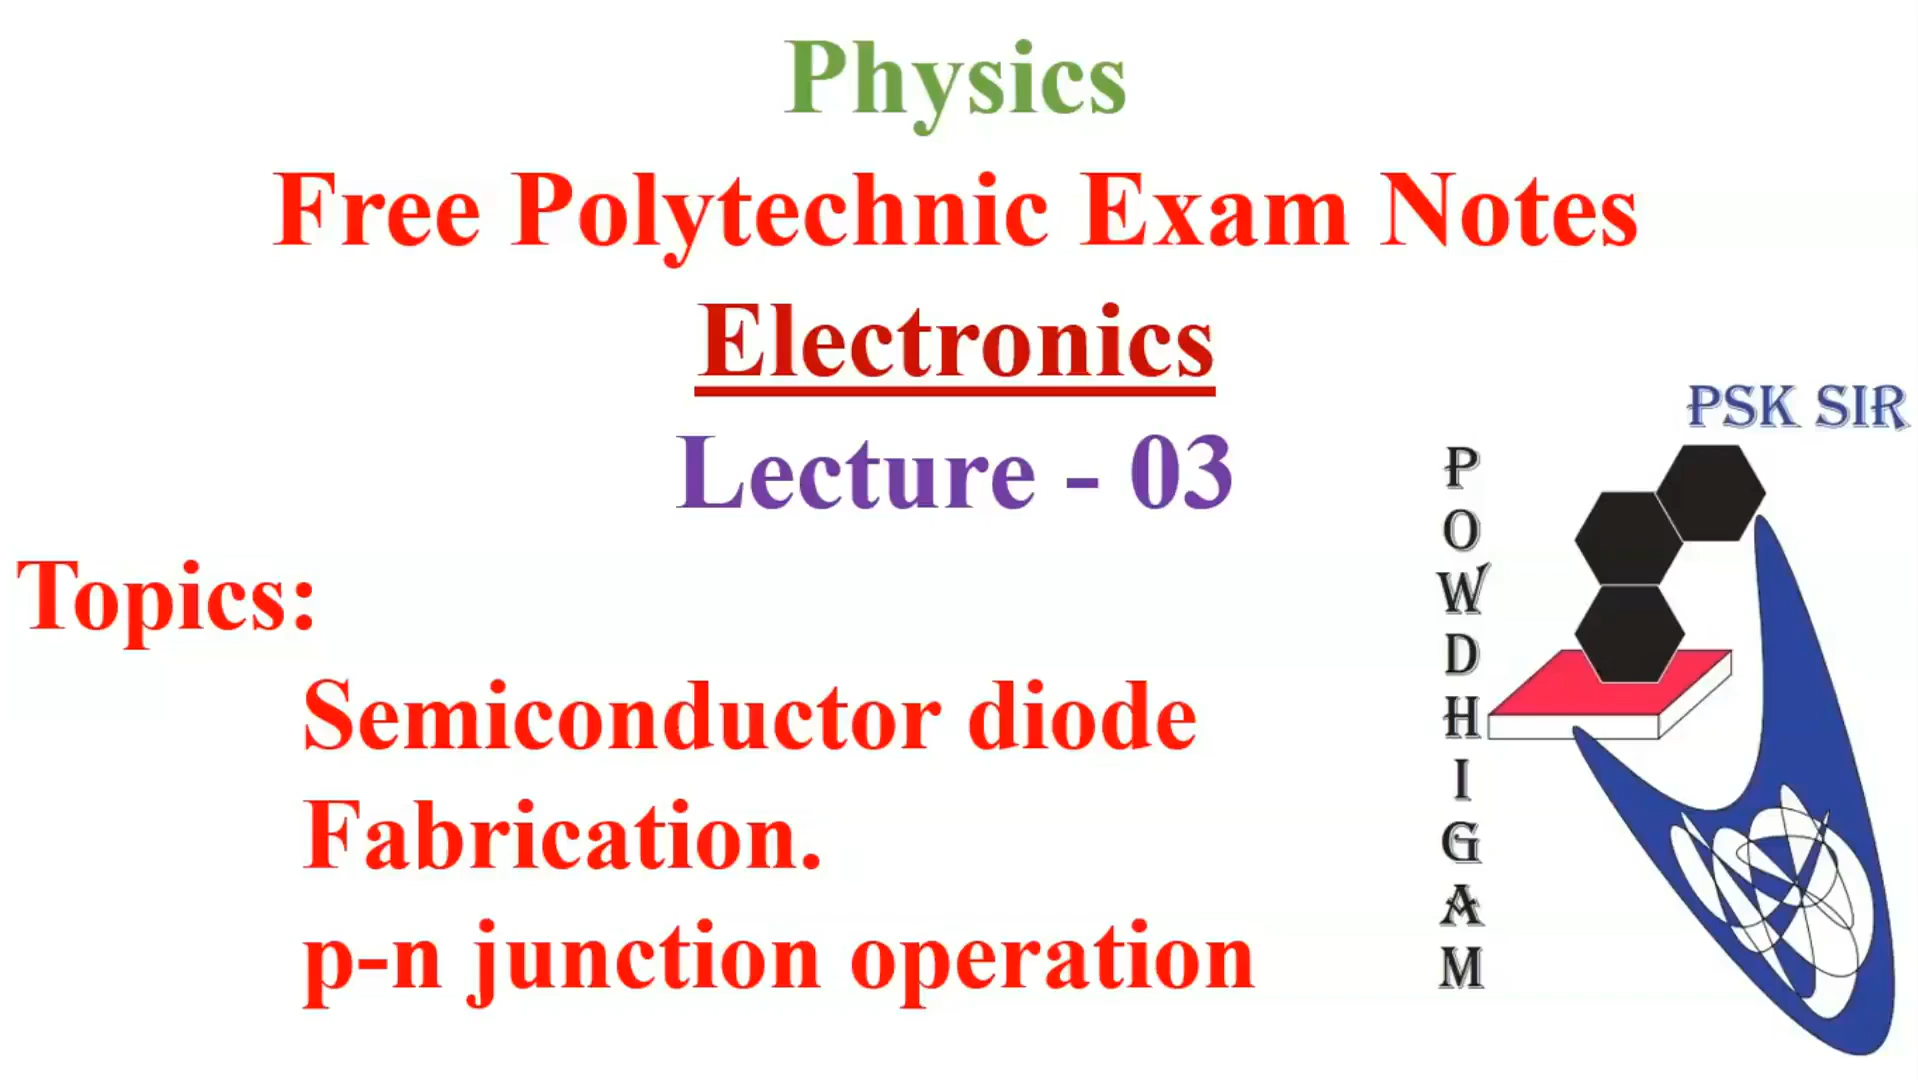 Physics
Free Polytechnic Exam Notes
Electronics
Lecture - 03
Topics:
Semiconductor diode
Fabrication.
p-n junction operation
PSK SIR
POWDHIGAM